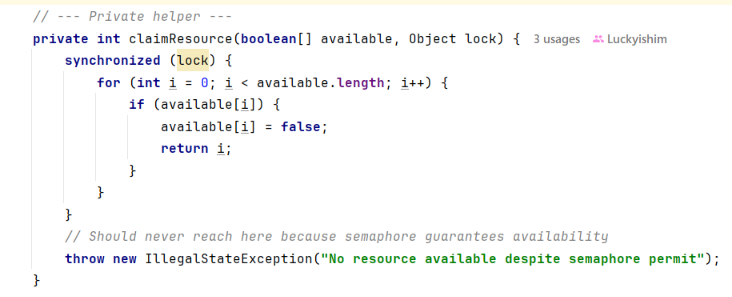 // --- Private helper ---
private int claimResource(boolean[] available, Object lock) { 3 usages Luckyishim
synchronized (lock) {
for (int i = 0; i < available.length; i++) {
if (available[i]) {
available[i] = false;
return i;
}
}
}
// Should never reach here because semaphore guarantees availability
throw new IllegalStateException("No resource available despite semaphore permit");
}